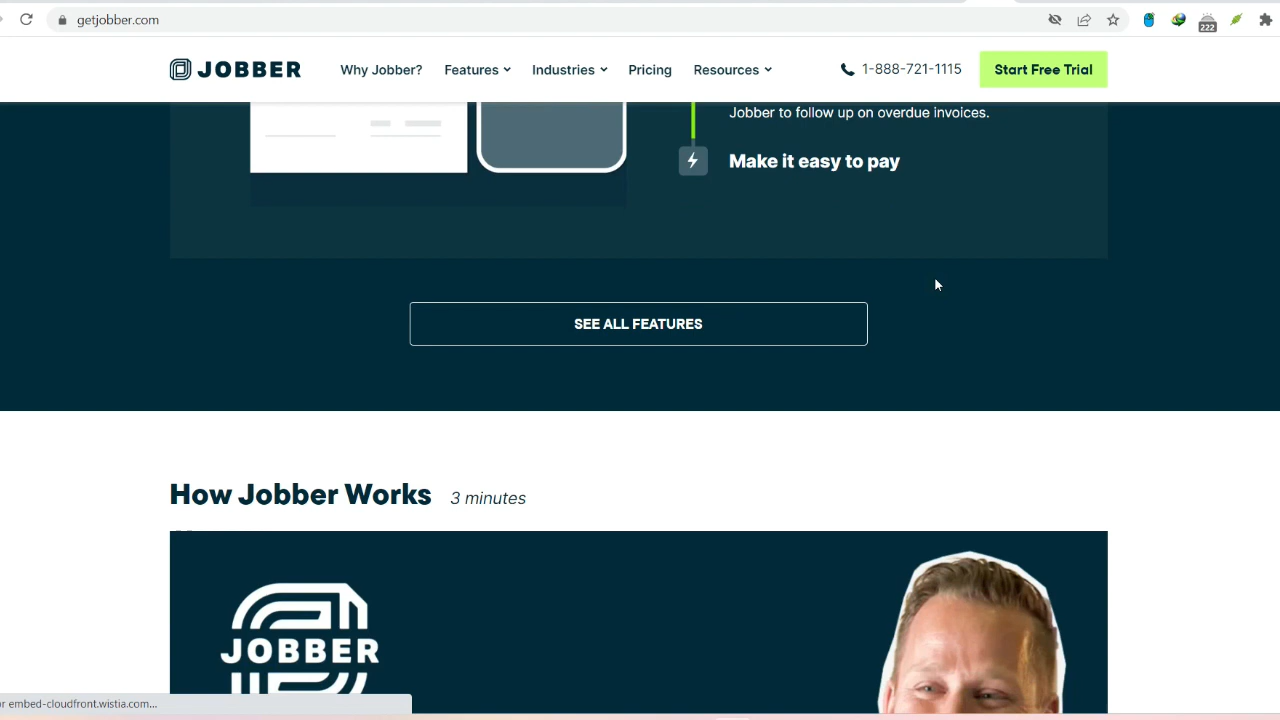 getjobber.com
222
JOBBER
Why Jobber?
Features
Industries
Pricing
Resources
1-888-721-1115
Start Free Trial
Jobber to follow up on overdue invoices.
Make it easy to pay
SEE ALL FEATURES
How Jobber Works
3 minutes
JOBBER
embed-cloudfront.wistia.com...